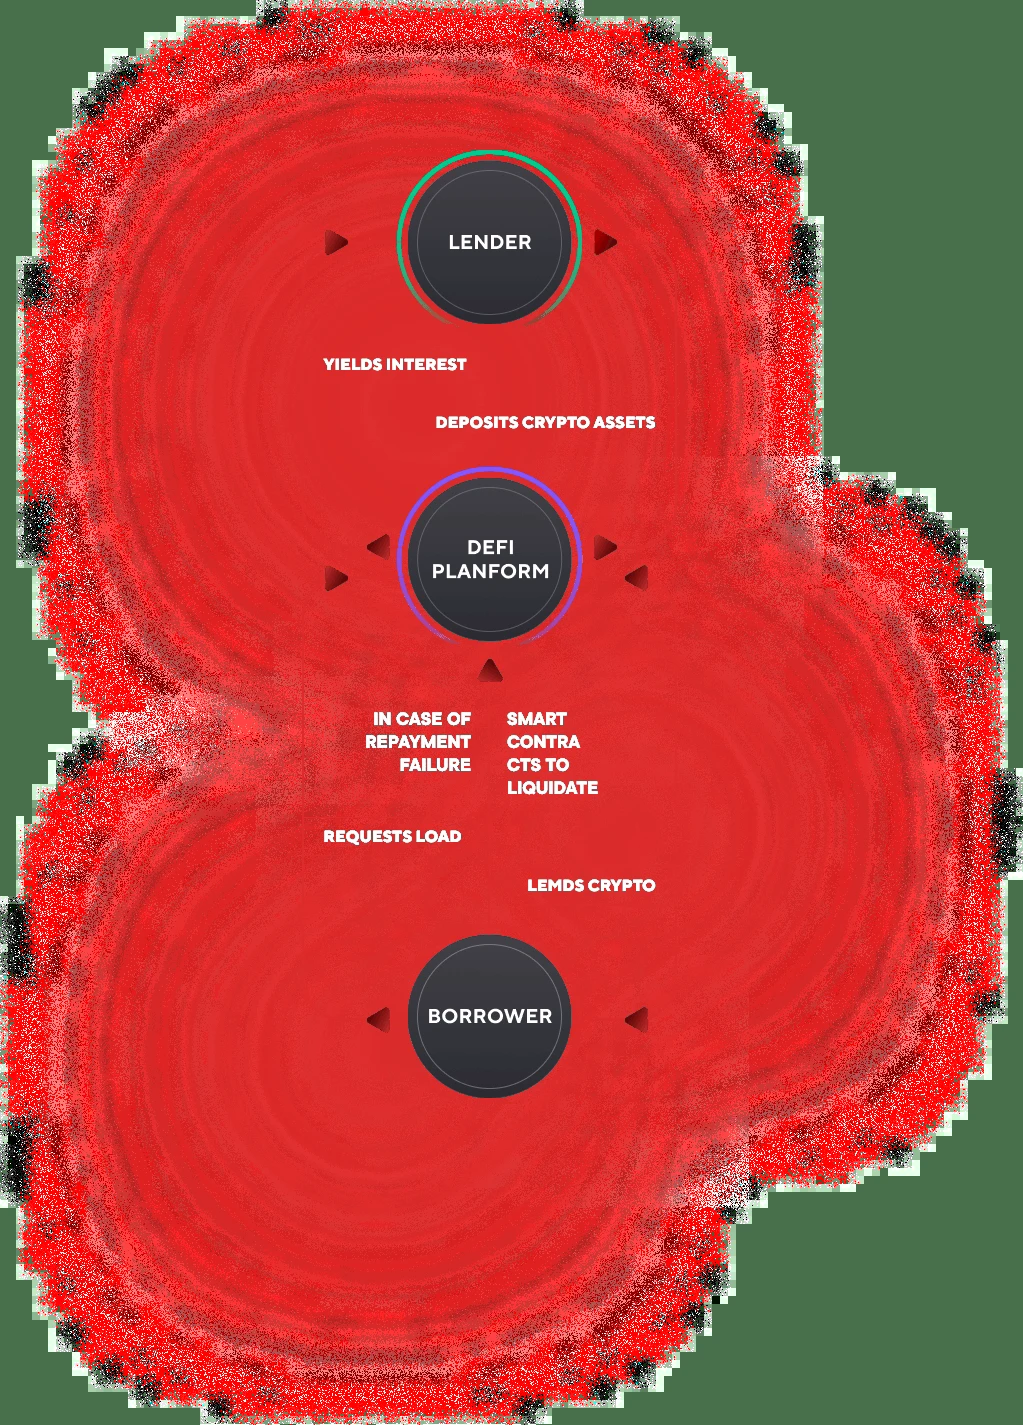 LENDER
YIELDS INTEREST
DEPOSITS CRYPTO ASSETS
DEFI
PLANFORM
IN CASE OF
REPAYMENT
FAILURE
SMART
CONTRA
CTS TO
LIQUIDATE
REQUESTS LOAD
LEMDS CRYPTO
BORROWER